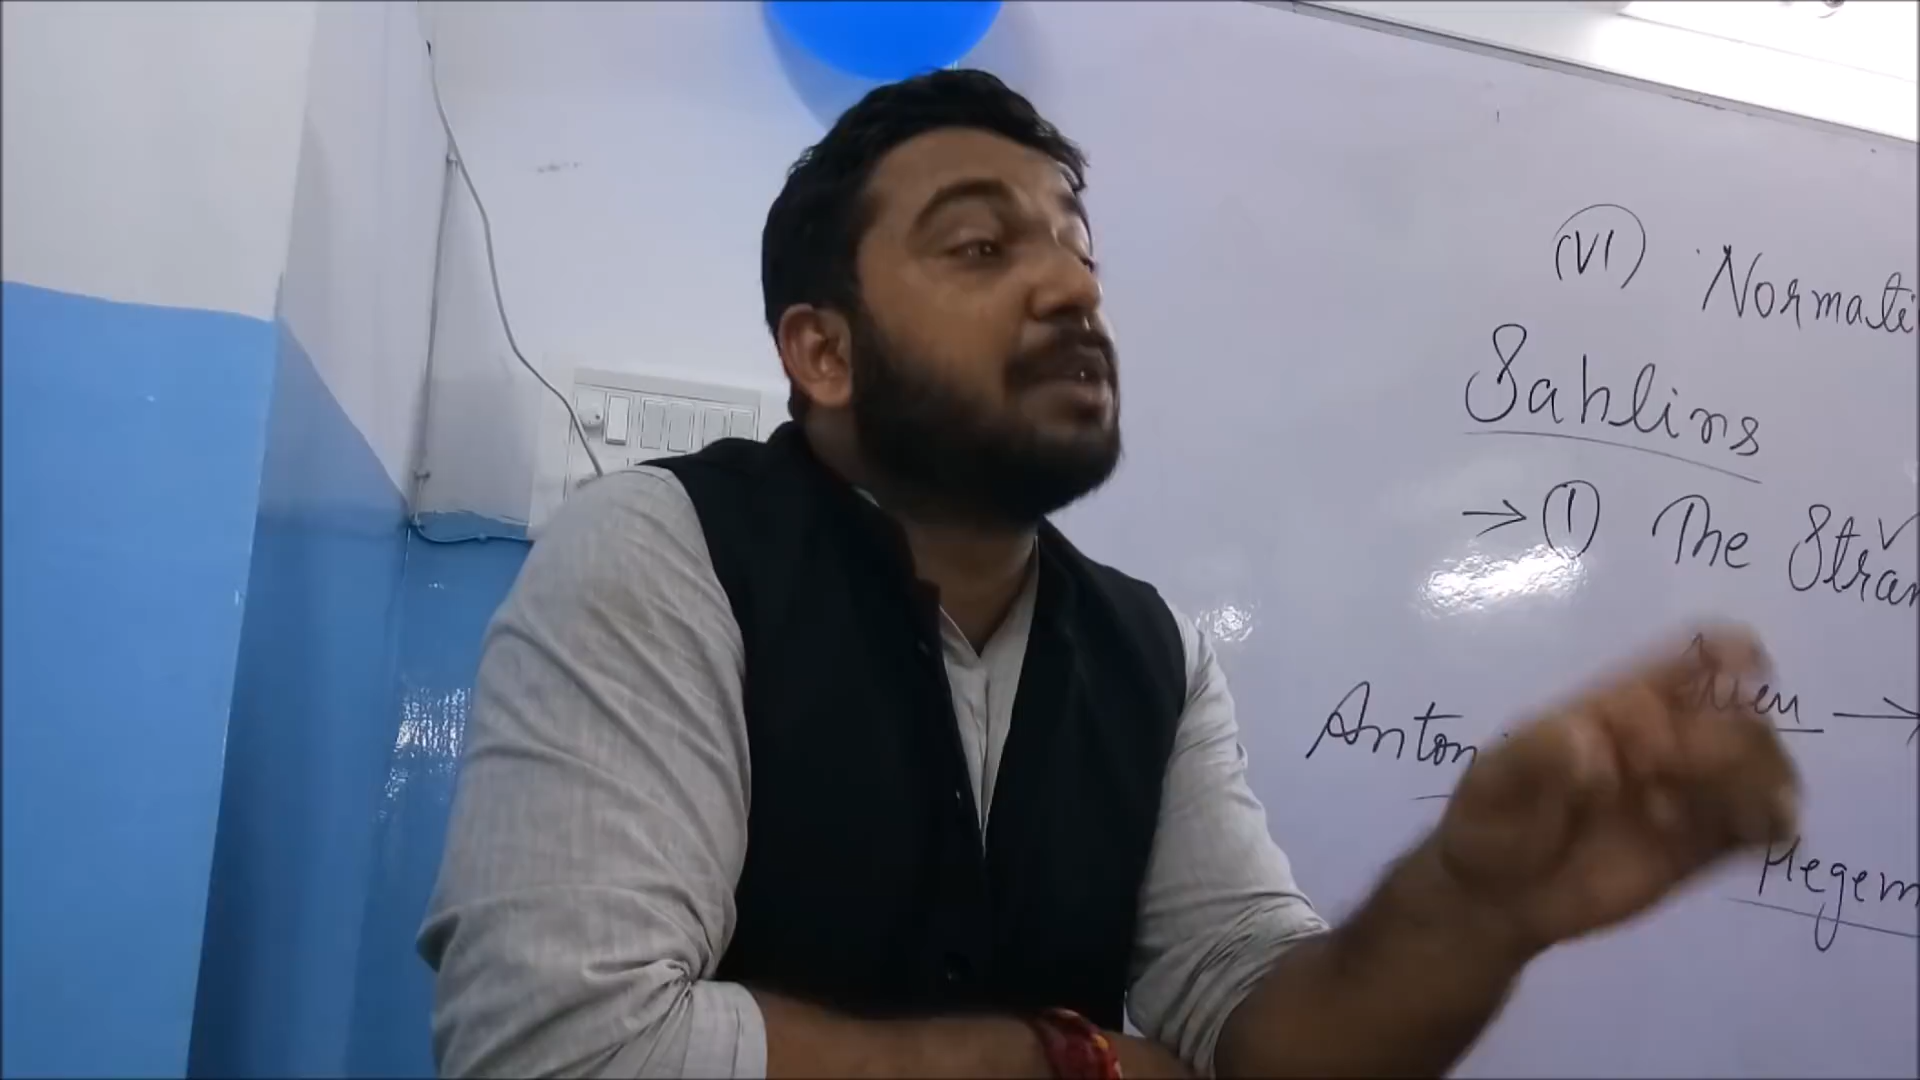 (VI) Normati
Sahlins
→ (1) The Stran
Anton
Hegem